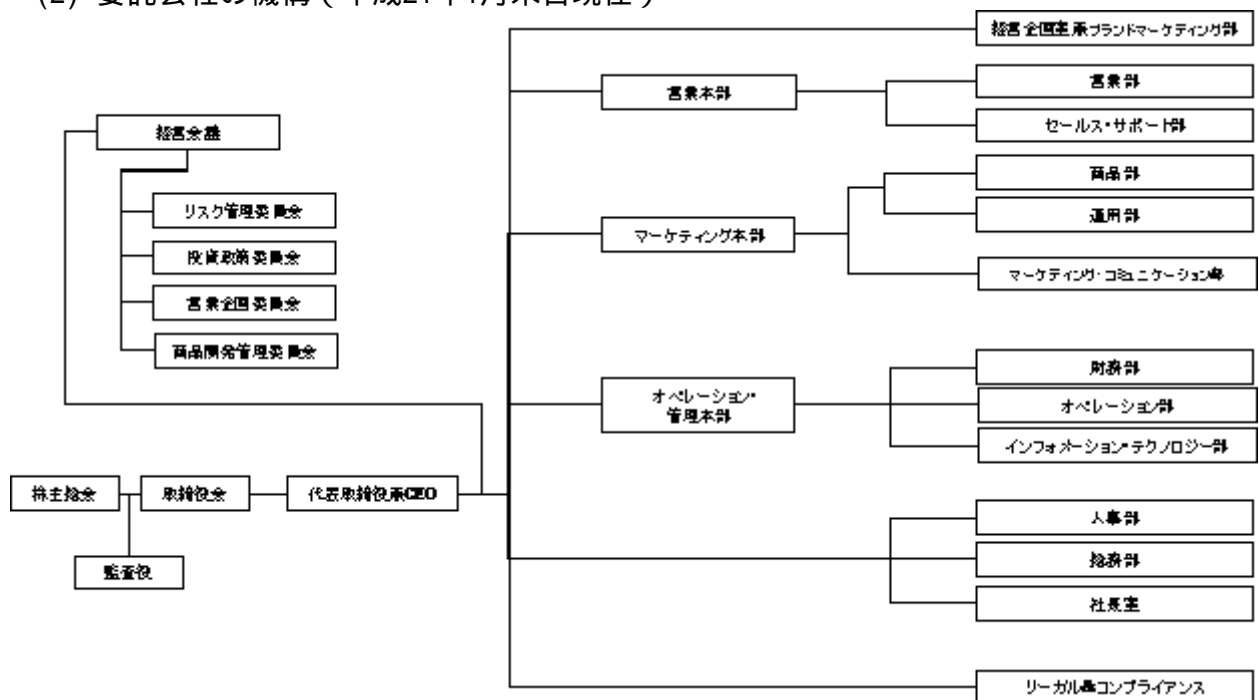 (2) 委託会社の機構(平成21年1月末日現在)
経営企画室兼ブランドマーケティング部
営業本部
営業部
セールス・サポート部
経営会議
商品部
運用部
リスク管理委員会
マーケティング本部
投資政策委員会
マーケティング・コミュニケーション部
営業企画委員会
商品開発管理委員会
財務部
オペレーション・
管理本部
オペレーション部
インフォメーション・テクノロジー部
株主総会
取締役会
代表取締役兼CEO
人事部
総務部
監査役
社長室
リーガル&コンプライアンス